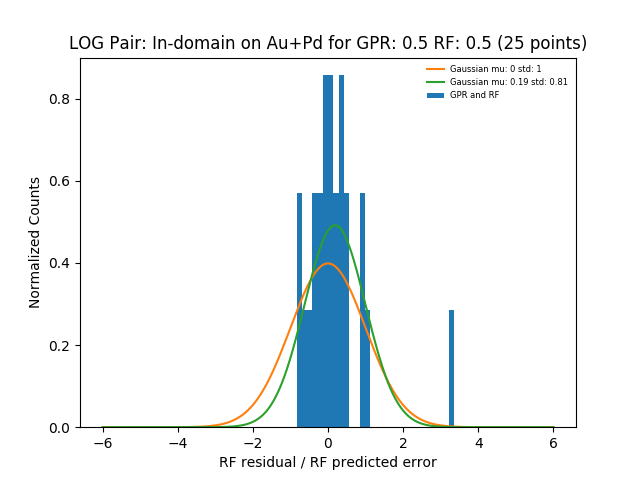 LOG Pair: In-domain on Au+Pd for GPR: 0.5 RF: 0.5 (25 points)
Gaussian mu: 0 std: 1
Gaussian mu: 0.19 std: 0.81
GPR and RF
Normalized Counts
0.8
0.6
0.4
0.2
0.0
−6 −4 −2 0 2 4 6
RF residual / RF predicted error